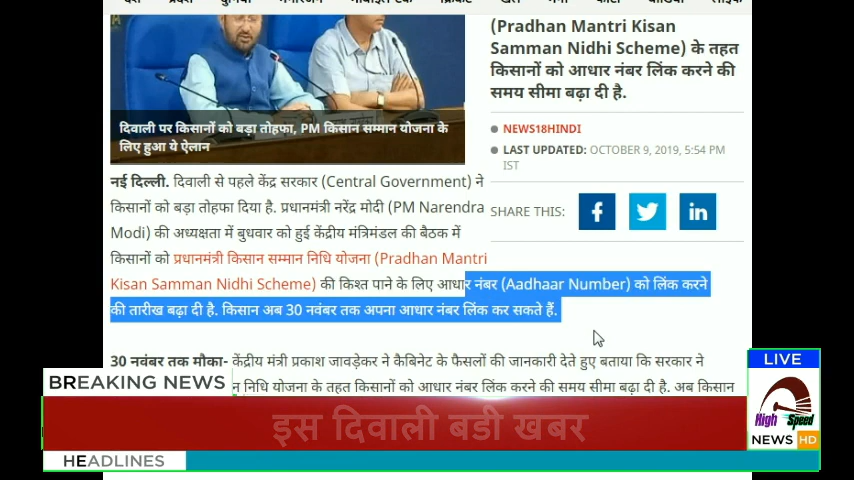 (Pradhan Mantri Kisan
Samman Nidhi Scheme) के तहत
किसानों को आधार नंबर लिंक करने की
समय सीमा बढ़ा दी है.
दिवाली पर किसानों को बड़ा तोहफा, PM किसान सम्मान योजना के
लिए हुआ ये ऐलान
NEWS18HINDI
LAST UPDATED: OCTOBER 9, 2019, 5:54 PM
IST
SHARE THIS:
नई दिल्ली. दिवाली से पहले केंद्र सरकार (Central Government) ने
किसानों को बड़ा तोहफा दिया है. प्रधानमंत्री नरेंद्र मोदी (PM Narendra
Modi) की अध्यक्षता में बुधवार को हुई केंद्रीय मंत्रिमंडल की बैठक में
किसानों को प्रधानमंत्री किसान सम्मान निधि योजना (Pradhan Mantri
Kisan Samman Nidhi Scheme) की किश्त पाने के लिए आधार नंबर (Aadhaar Number) को लिंक करने
की तारीख बढ़ा दी है. किसान अब 30 नवंबर तक अपना आधार नंबर लिंक कर सकते हैं.
30 नवंबर तक मौका- केंद्रीय मंत्री प्रकाश जावड़ेकर ने कैबिनेट के फैसलों की जानकारी देते हुए बताया कि सरकार ने
निधि योजना के तहत किसानों को आधार नंबर लिंक करने की समय सीमा बढ़ा दी है. अब किसान
BREAKING NEWS
इस दिवाली बडी खबर
HEADLINES
LIVE
High Speed
NEWS HD